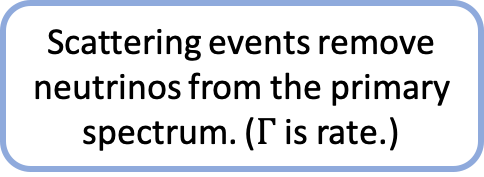 Scattering events remove
neutrinos from the primary
spectrum. (Γ is rate.)